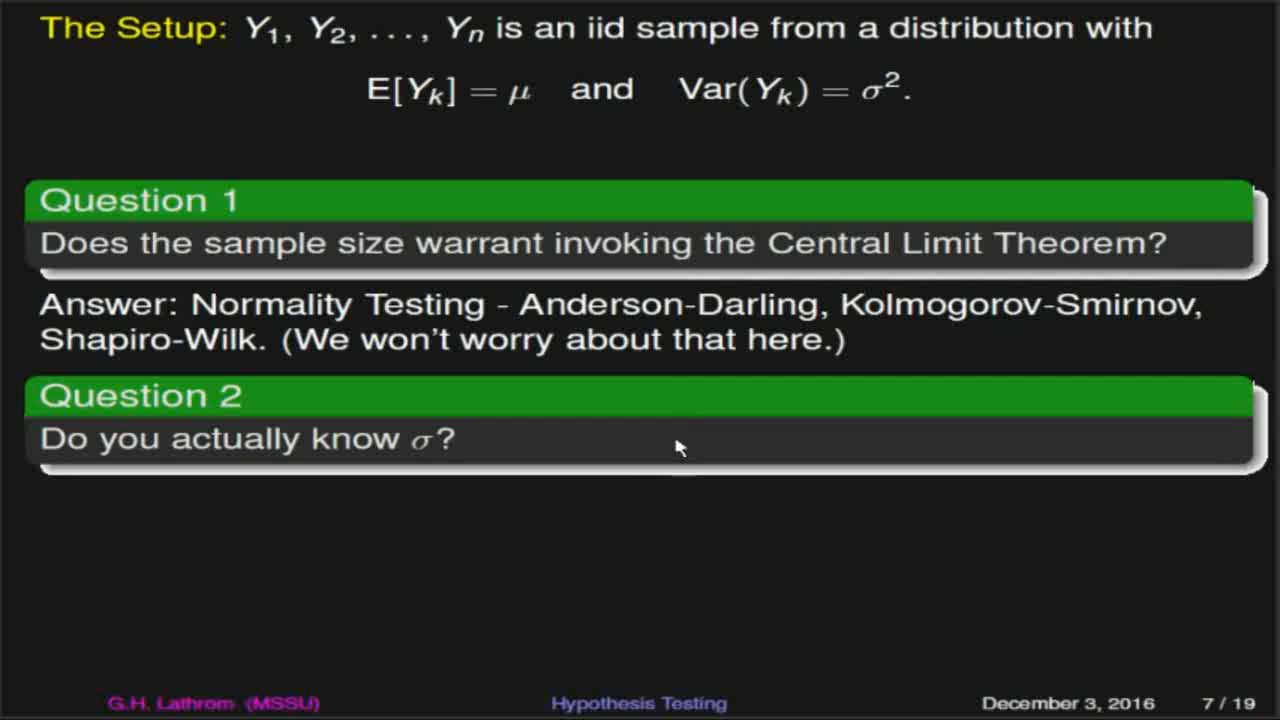 The Setup: Y₁, Y₂, …, Yₙ is an iid sample from a distribution with
E[Yₖ] = μ and Var(Yₖ) = σ².
Question 1
Does the sample size warrant invoking the Central Limit Theorem?
Answer: Normality Testing - Anderson-Darling, Kolmogorov-Smirnov,
Shapiro-Wilk. (We won't worry about that here.)
Question 2
Do you actually know σ?
G.H. Lathrom (MSSU) Hypothesis Testing December 3, 2016 7 / 19